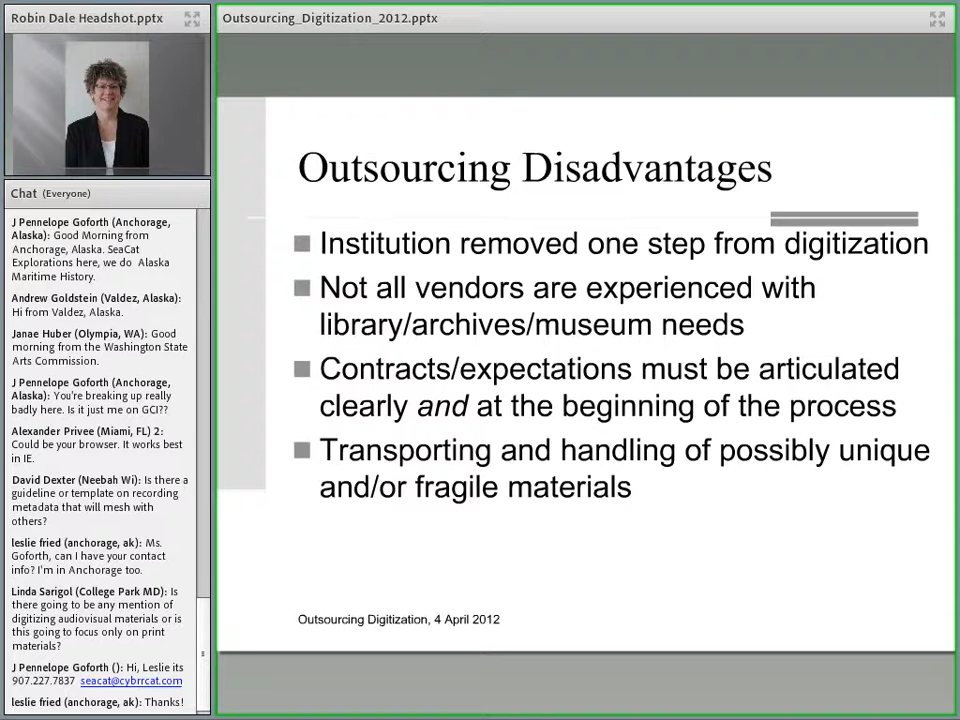 Robin Dale Headshot.pptx
Outsourcing_Digitization_2012.pptx
Chat (Everyone)
J Pennelope Goforth (Anchorage,
Alaska): Good Morning from
Anchorage, Alaska. SeaCat
Explorations here, we do Alaska
Maritime History.
Andrew Goldstein (Valdez, Alaska):
Hi from Valdez, Alaska.
Janae Huber (Olympia, WA): Good
morning from the Washington State
Arts Commission.
J Pennelope Goforth (Anchorage,
Alaska): You're breaking up really
badly here. Is it just me on GCI??
Alexander Privee (Miami, FL) 2:
Could be your browser. It works best
in IE.
David Dexter (Neebah Wi): Is there a
guideline or template on recording
metadata that will mesh with
others?
leslie fried (anchorage, ak): Ms.
Goforth, can I have your contact
info? I'm in Anchorage too.
Linda Sarigol (College Park MD): Is
there going to be any mention of
digitizing audiovisual materials or is
this going to focus only on print
materials?
J Pennelope Goforth (): Hi, Leslie its
907.227.7837 seacat@cybrrcat.com
leslie fried (anchorage, ak): Thanks!
Outsourcing Disadvantages
Institution removed one step from digitization
Not all vendors are experienced with
library/archives/museum needs
Contracts/expectations must be articulated
clearly and at the beginning of the process
Transporting and handling of possibly unique
and/or fragile materials
Outsourcing Digitization, 4 April 2012